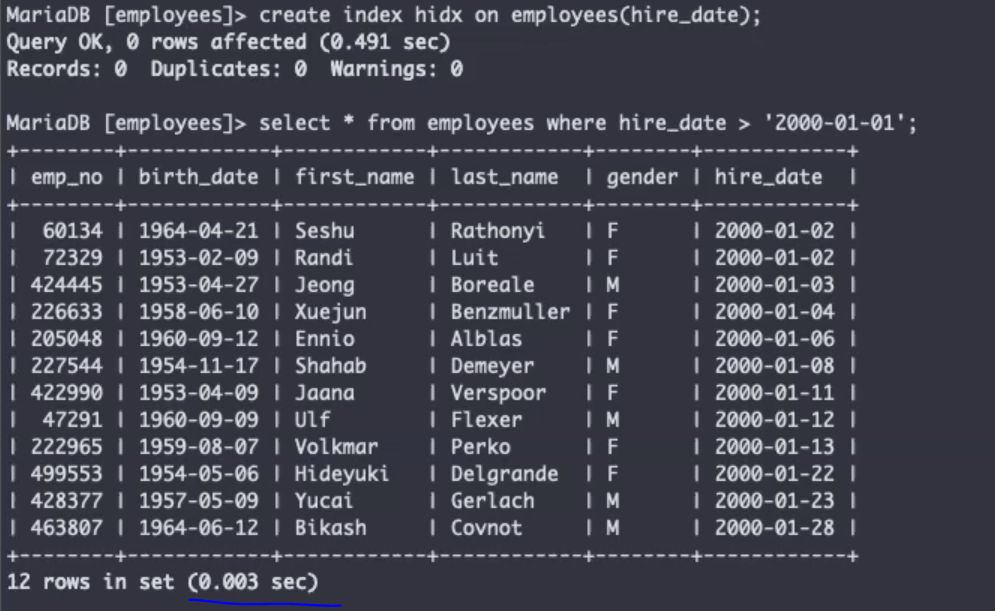 MariaDB [employees]> create index hidx on employees(hire_date);
Query OK, 0 rows affected (0.491 sec)
Records: 0  Duplicates: 0  Warnings: 0

MariaDB [employees]> select * from employees where hire_date > '2000-01-01';
+--------+------------+------------+------------+--------+------------+
| emp_no | birth_date | first_name | last_name  | gender | hire_date  |
+--------+------------+------------+------------+--------+------------+
|  60134 | 1964-04-21 | Seshu      | Rathonyi   | F      | 2000-01-02 |
|  72329 | 1953-02-09 | Randi      | Luit       | F      | 2000-01-02 |
| 424445 | 1953-04-27 | Jeong      | Boreale    | M      | 2000-01-03 |
| 226633 | 1958-06-10 | Xuejun     | Benzmuller | F      | 2000-01-04 |
| 205048 | 1960-09-12 | Ennio      | Alblas     | F      | 2000-01-06 |
| 227544 | 1954-11-17 | Shahab     | Demeyer    | M      | 2000-01-08 |
| 422990 | 1953-04-09 | Jaana      | Verspoor   | F      | 2000-01-11 |
|  47291 | 1960-09-09 | Ulf        | Flexer     | M      | 2000-01-12 |
| 222965 | 1959-08-07 | Volkmar    | Perko      | F      | 2000-01-13 |
| 499553 | 1954-05-06 | Hideyuki   | Delgrande  | F      | 2000-01-22 |
| 428377 | 1957-05-09 | Yucai      | Gerlach    | M      | 2000-01-23 |
| 463807 | 1964-06-12 | Bikash     | Covnot     | M      | 2000-01-28 |
+--------+------------+------------+------------+--------+------------+
12 rows in set (0.003 sec)